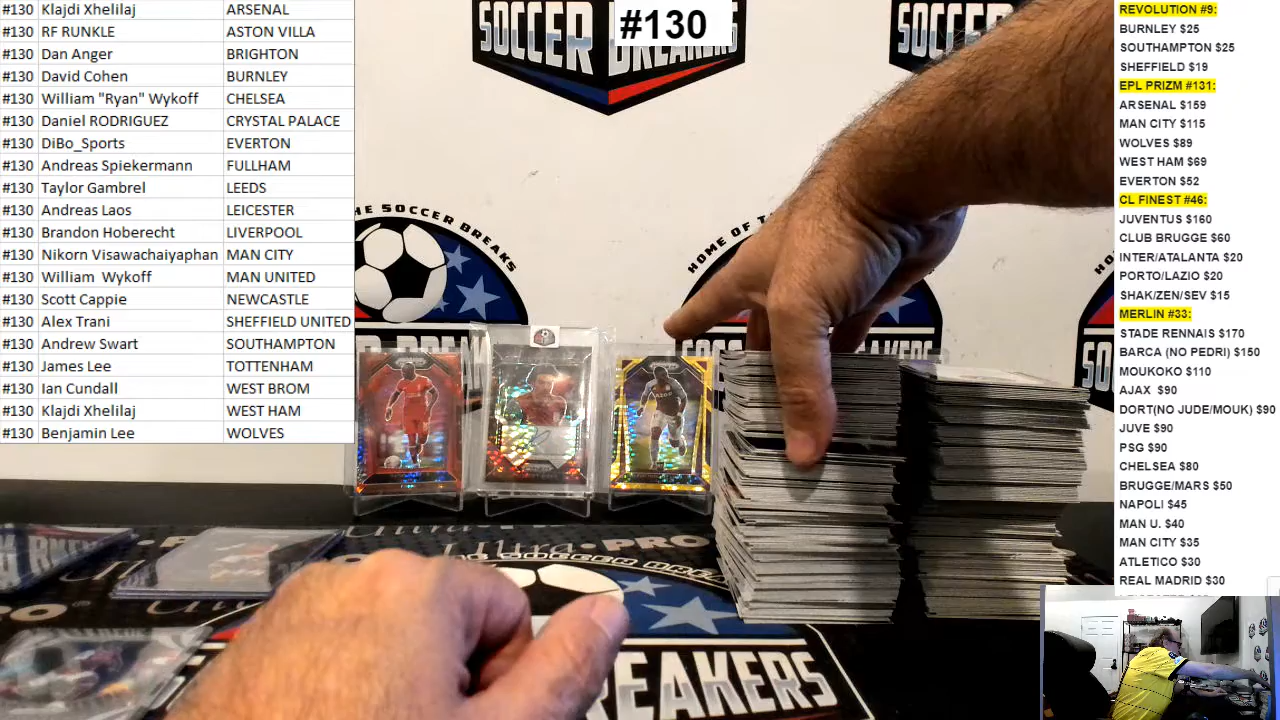 #130 Klajdi Xhelilaj ARSENAL
#130 RF RUNKLE ASTON VILLA
#130 Dan Anger BRIGHTON
#130 David Cohen BURNLEY
#130 William "Ryan" Wykoff CHELSEA
#130 Daniel RODRIGUEZ CRYSTAL PALACE
#130 DiBo_Sports EVERTON
#130 Andreas Spiekermann FULLHAM
#130 Taylor Gambrel LEEDS
#130 Andreas Laos LEICESTER
#130 Brandon Hoberecht LIVERPOOL
#130 Nikorn Visawachaiyaphan MAN CITY
#130 William Wykoff MAN UNITED
#130 Scott Cappie NEWCASTLE
#130 Alex Trani SHEFFIELD UNITED
#130 Andrew Swart SOUTHAMPTON
#130 James Lee TOTTENHAM
#130 Ian Cundall WEST BROM
#130 Klajdi Xhelilaj WEST HAM
#130 Benjamin Lee WOLVES
#130
SOCCER BREAKERS
SOCCER
THE SOCCER BREAKS
HOME OF T
PRO
SOCCER BREA
BREAKERS
REVOLUTION #9:
BURNLEY $25
SOUTHAMPTON $25
SHEFFIELD $19
EPL PRIZM #131:
ARSENAL $159
MAN CITY $115
WOLVES $89
WEST HAM $69
EVERTON $52
CL FINEST #46:
JUVENTUS $160
CLUB BRUGGE $60
INTER/ATALANTA $20
PORTO/LAZIO $20
SHAK/ZEN/SEV $15
MERLIN #33:
STADE RENNAIS $170
BARCA (NO PEDRI) $150
MOUKOKO $110
AJAX $90
DORT(NO JUDE/MOUK) $90
JUVE $90
PSG $90
CHELSEA $80
BRUGGE/MARS $50
NAPOLI $45
MAN U. $40
MAN CITY $35
ATLETICO $30
REAL MADRID $30